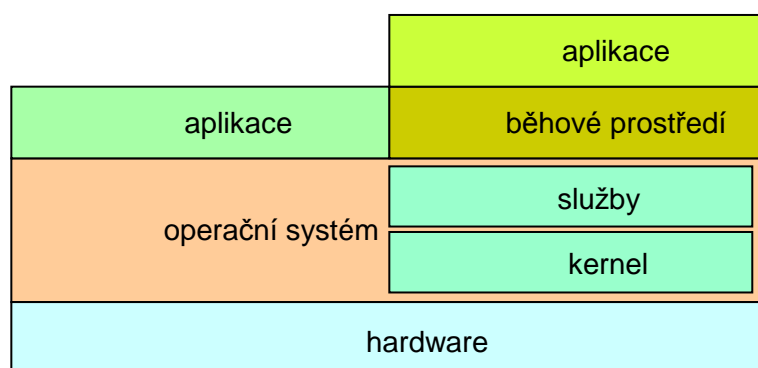 aplikace
aplikace
běhové prostředí
služby
operační systém
kernel
hardware